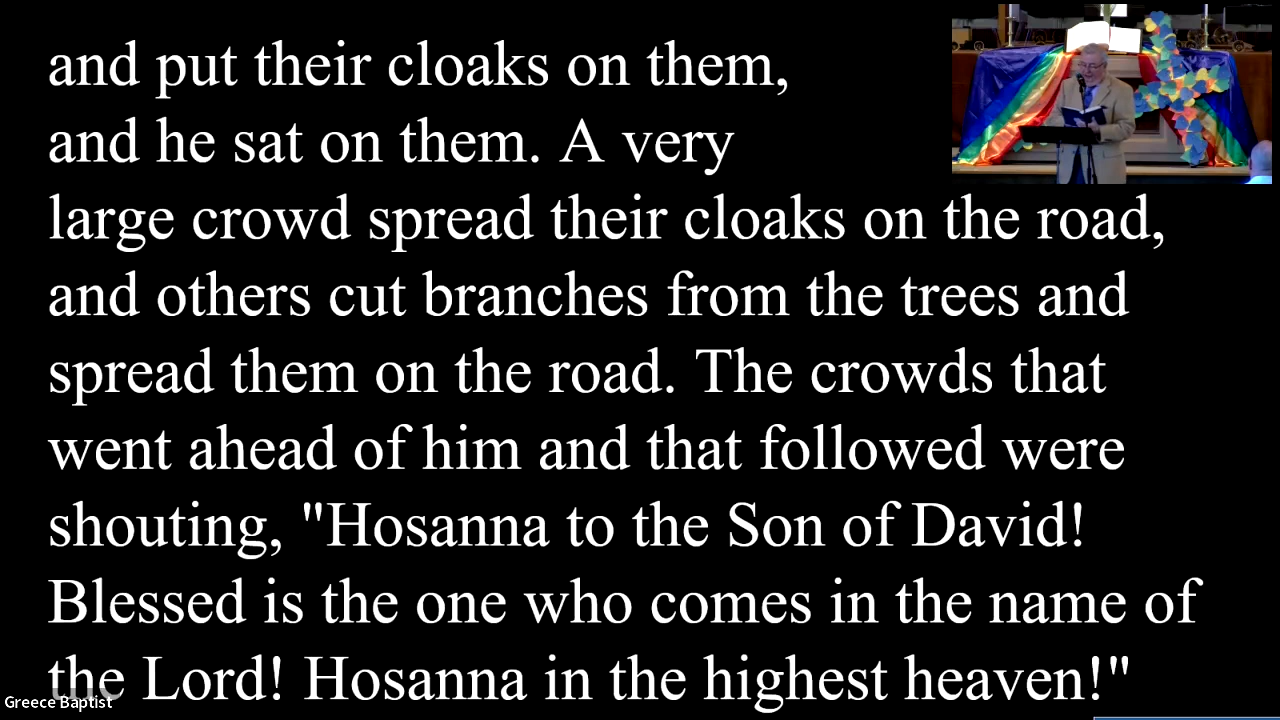 and put their cloaks on them,
and he sat on them. A very
large crowd spread their cloaks on the road,
and others cut branches from the trees and
spread them on the road. The crowds that
went ahead of him and that followed were
shouting, "Hosanna to the Son of David!
Blessed is the one who comes in the name of
the Lord! Hosanna in the highest heaven!"
Greece Baptist